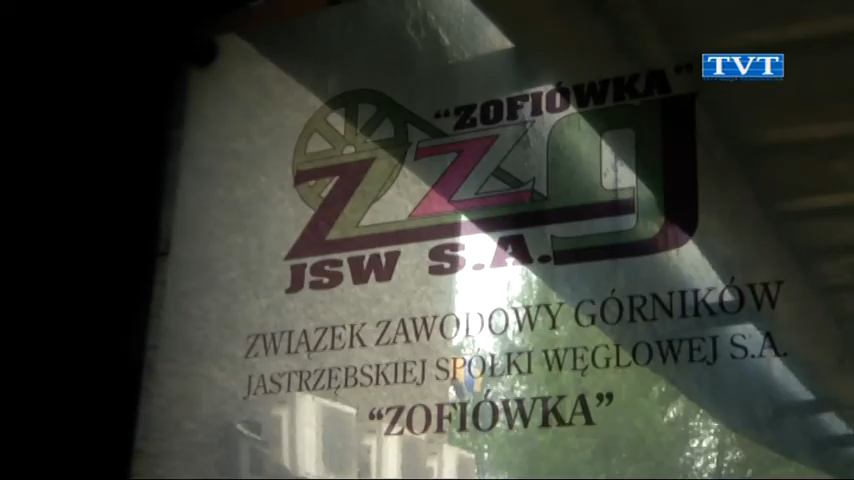 TVT
"ZOFIÓWKA"
zzg
JSW S.A.
ZWIĄZEK ZAWODOWY GÓRNIKÓW
JASTRZĘBSKIEJ SPÓŁKI WĘGLOWEJ S.A.
"ZOFIÓWKA"